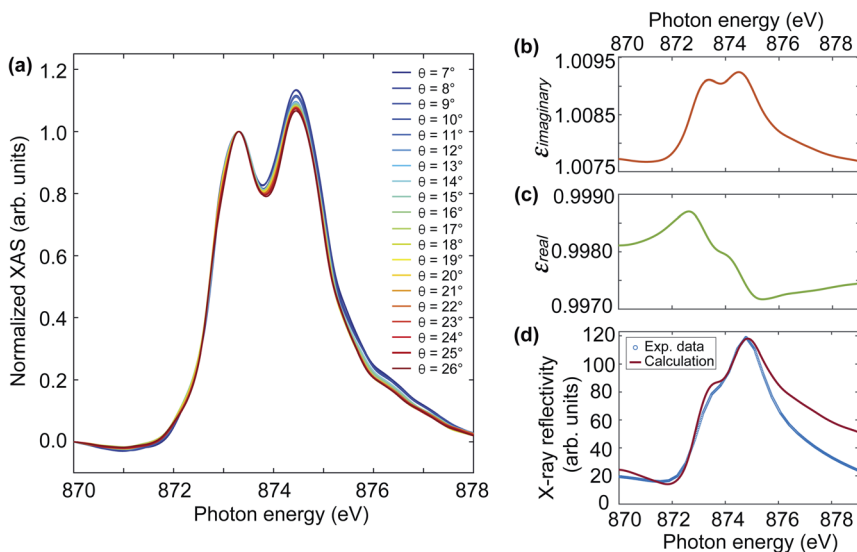 (a)
Normalized XAS (arb. units)
1.2
1.0
0.8
0.6
0.4
0.2
0.0
870
872
874
876
878
Photon energy (eV)
θ = 7°
θ = 8°
θ = 9°
θ = 10°
θ = 11°
θ = 12°
θ = 13°
θ = 14°
θ = 15°
θ = 16°
θ = 17°
θ = 18°
θ = 19°
θ = 20°
θ = 21°
θ = 22°
θ = 23°
θ = 24°
θ = 25°
θ = 26°
Photon energy (eV)
(b)
870 872 874 876 878
εimaginary
1.0095
1.0085
1.0075
(c)
εreal
0.9990
0.9980
0.9970
(d)
X-ray reflectivity
(arb. units)
120
100
80
60
40
20
0
Exp. data
Calculation
870 872 874 876 878
Photon energy (eV)